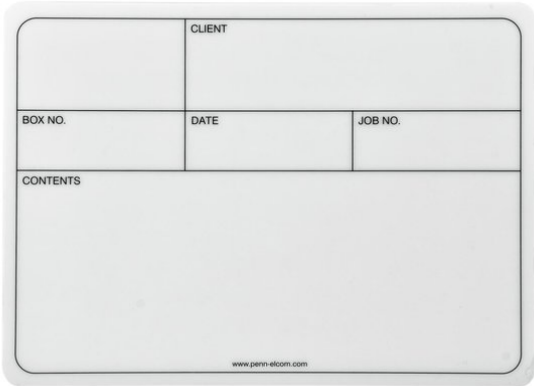 CLIENT
BOX NO.
DATE
JOB NO.
CONTENTS
www.penn-elcom.com